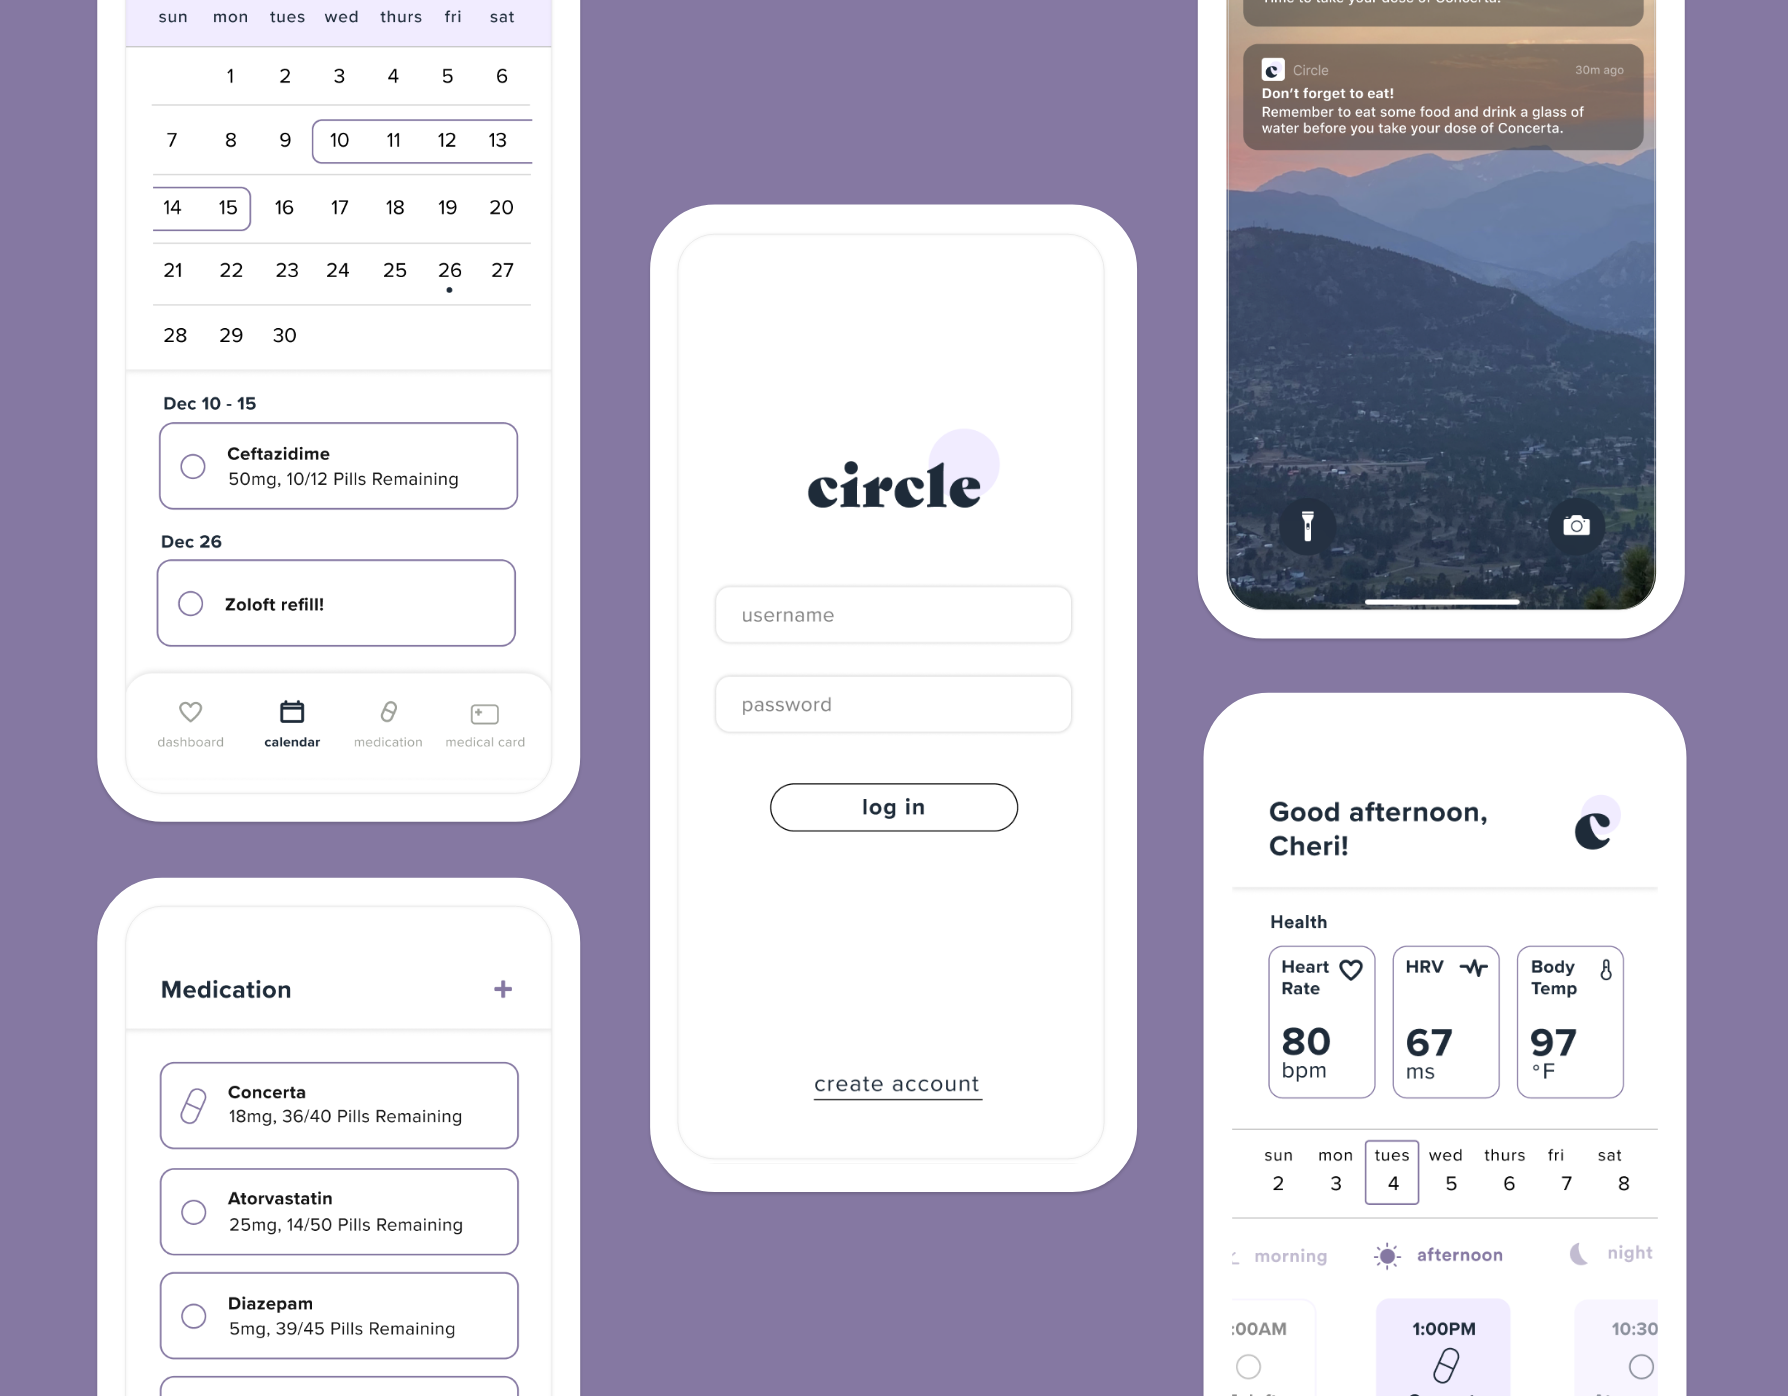 sun mon tues wed thurs fri sat
1 2 3 4 5 6
7 8 9 10 11 12 13
14 15 16 17 18 19 20
21 22 23 24 25 26 27
28 29 30
Dec 10 - 15
Ceftazidime
50mg, 10/12 Pills Remaining
Dec 26
Zoloft refill!
dashboard calendar medication medical card
Medication
+
Concerta
18mg, 36/40 Pills Remaining
Atorvastatin
25mg, 14/50 Pills Remaining
Diazepam
5mg, 39/45 Pills Remaining
circle
username
password
log in
create account
Time to take your dose of Concerta.
c Circle 30m ago
Don't forget to eat!
Remember to eat some food and drink a glass of
water before you take your dose of Concerta.
Good afternoon,
Cheri!
c
Health
Heart
Rate
80
bpm
HRV
67
ms
Body
Temp
97
°F
sun mon tues wed thurs fri sat
2 3 4 5 6 7 8
morning afternoon night
:00AM 1:00PM 10:30